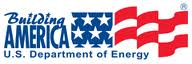 Building
AMERICA®
U.S. Department of Energy